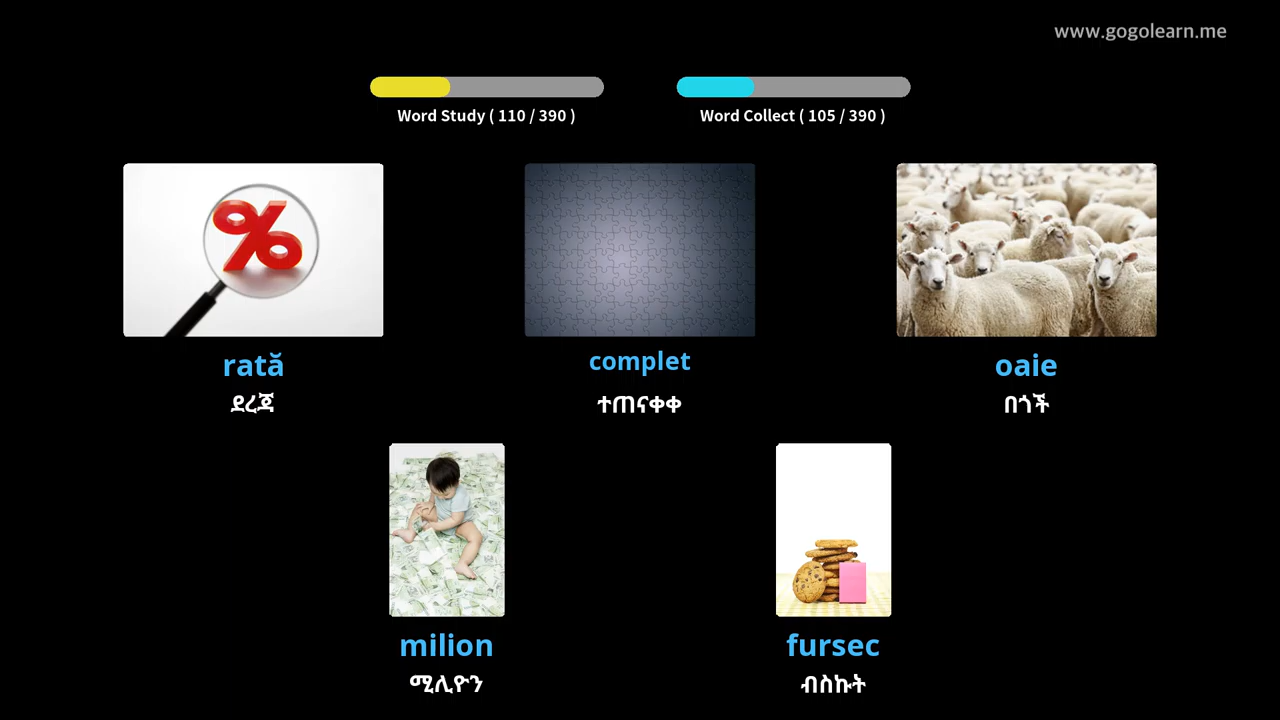 www.gogolearn.me
Word Study ( 110 / 390 )
Word Collect ( 105 / 390 )
%
rată
ደረጃ
complet
ተጠናቀቀ
oaie
በጎች
milion
ሚሊዮን
fursec
ብስኩት